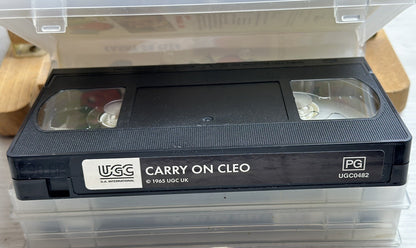 UGC
U.K. INTERNATIONAL
CARRY ON CLEO
© 1965 UGC UK
PG
UGC0482